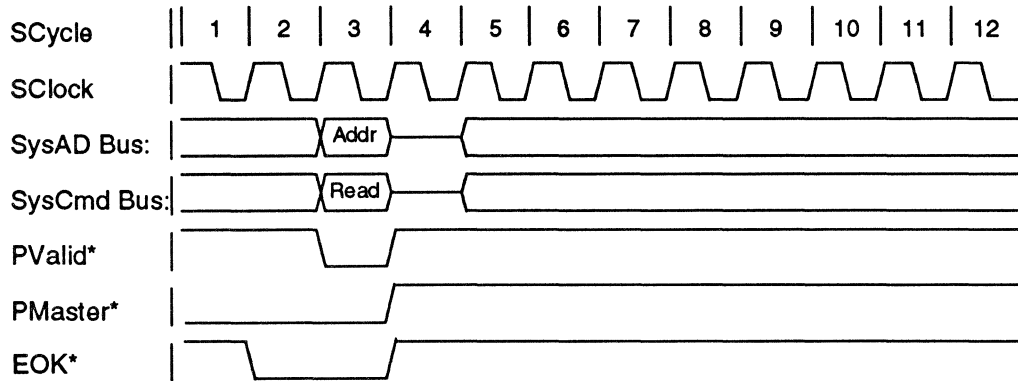 SCycle 1 2 3 4 5 6 7 8 9 10 11 12
SClock
SysAD Bus: Addr
SysCmd Bus: Read
PValid*
PMaster*
EOK*